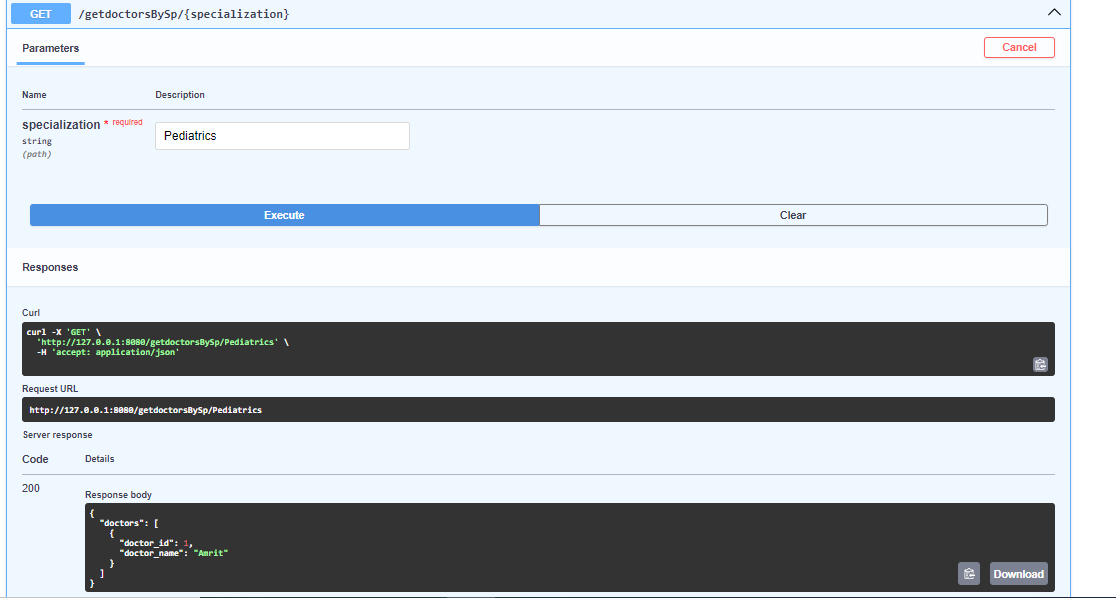 GET /getdoctorsBySp/{specialization}
Parameters
Cancel
Name Description
specialization * required
string
(path)
Pediatrics
Execute Clear
Responses
Curl
curl -X 'GET' \
  'http://127.0.0.1:8080/getdoctorsBySp/Pediatrics' \
  -H 'accept: application/json'
Request URL
http://127.0.0.1:8080/getdoctorsBySp/Pediatrics
Server response
Code Details
200
Response body
{
  "doctors": [
    {
      "doctor_id": 1,
      "doctor_name": "Amrit"
    }
  ]
}
Download